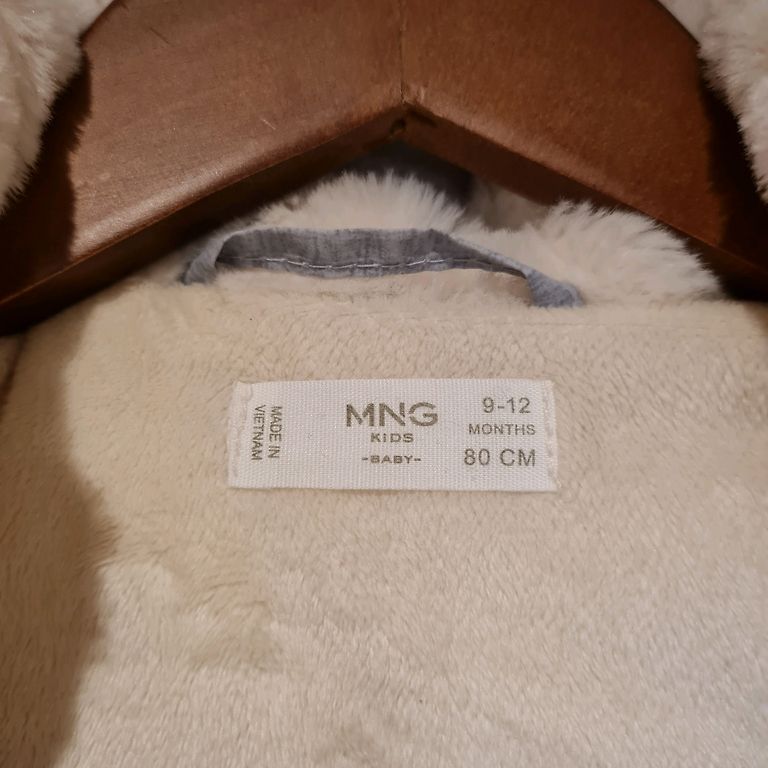 MADE IN
VIETNAM
MNG
KIDS
-BABY-
9-12
MONTHS
80 CM